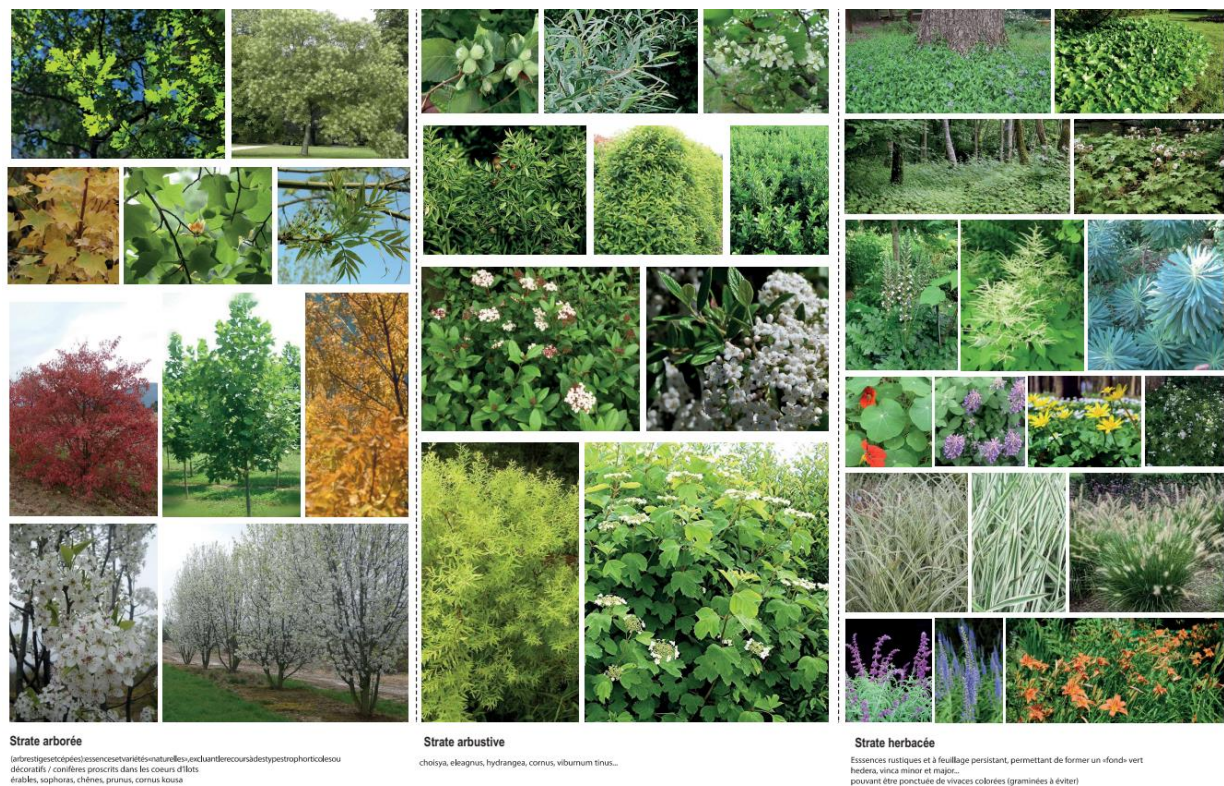 Strate arborée
(arbrestigesetcépées):essencesetvariétés«naturelles»,excluantlerecoursàdestypestrophorticolesou
décoratifs / conifères proscrits dans les coeurs d'îlots
érables, sophoras, chênes, prunus, cornus kousa
Strate arbustive
choisya, eleagnus, hydrangea, cornus, viburnum tinus...
Strate herbacée
Esssences rustiques et à feuillage persistant, permettant de former un «fond» vert
hedera, vinca minor et major...
pouvant être ponctuée de vivaces colorées (graminées à éviter)